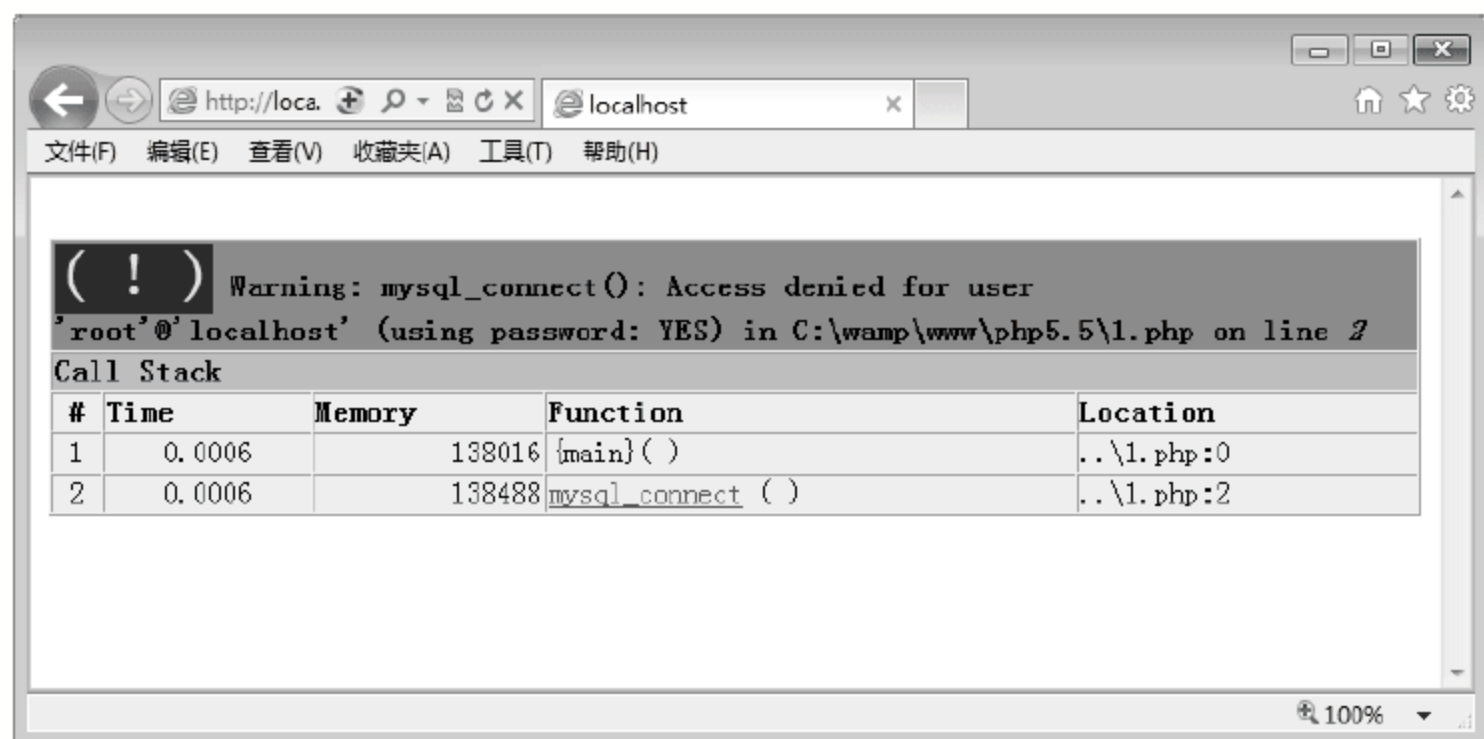 http://loca.
localhost
文件(F) 编辑(E) 查看(V) 收藏夹(A) 工具(T) 帮助(H)
( ! ) Warning: mysql_connect(): Access denied for user
'root'@'localhost' (using password: YES) in C:\wamp\www\php5.5\1.php on line 2
Call Stack
# Time Memory Function Location
1 0.0006 138016 {main}( ) ..\1.php:0
2 0.0006 138488 mysql_connect ( ) ..\1.php:2
100%